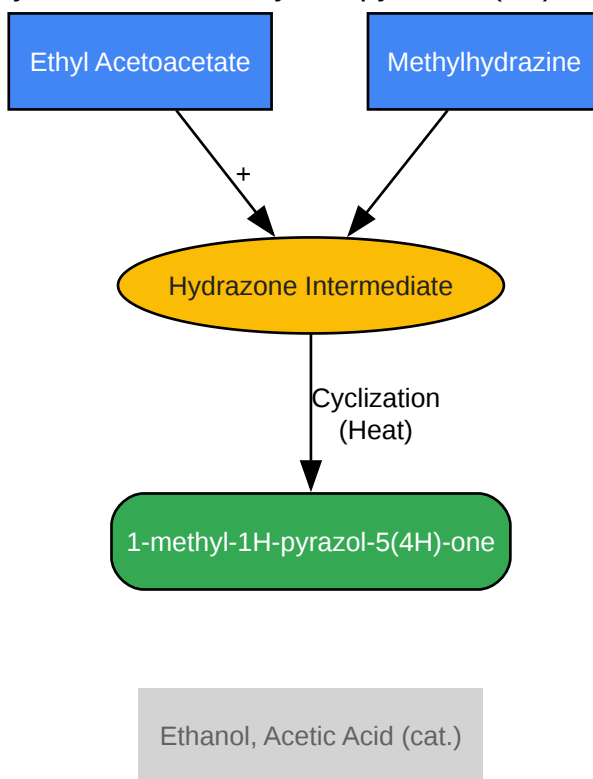 Ethyl Acetoacetate
Methylhydrazine
+
Hydrazone Intermediate
Cyclization
(Heat)
1-methyl-1H-pyrazol-5(4H)-one
Ethanol, Acetic Acid (cat.)